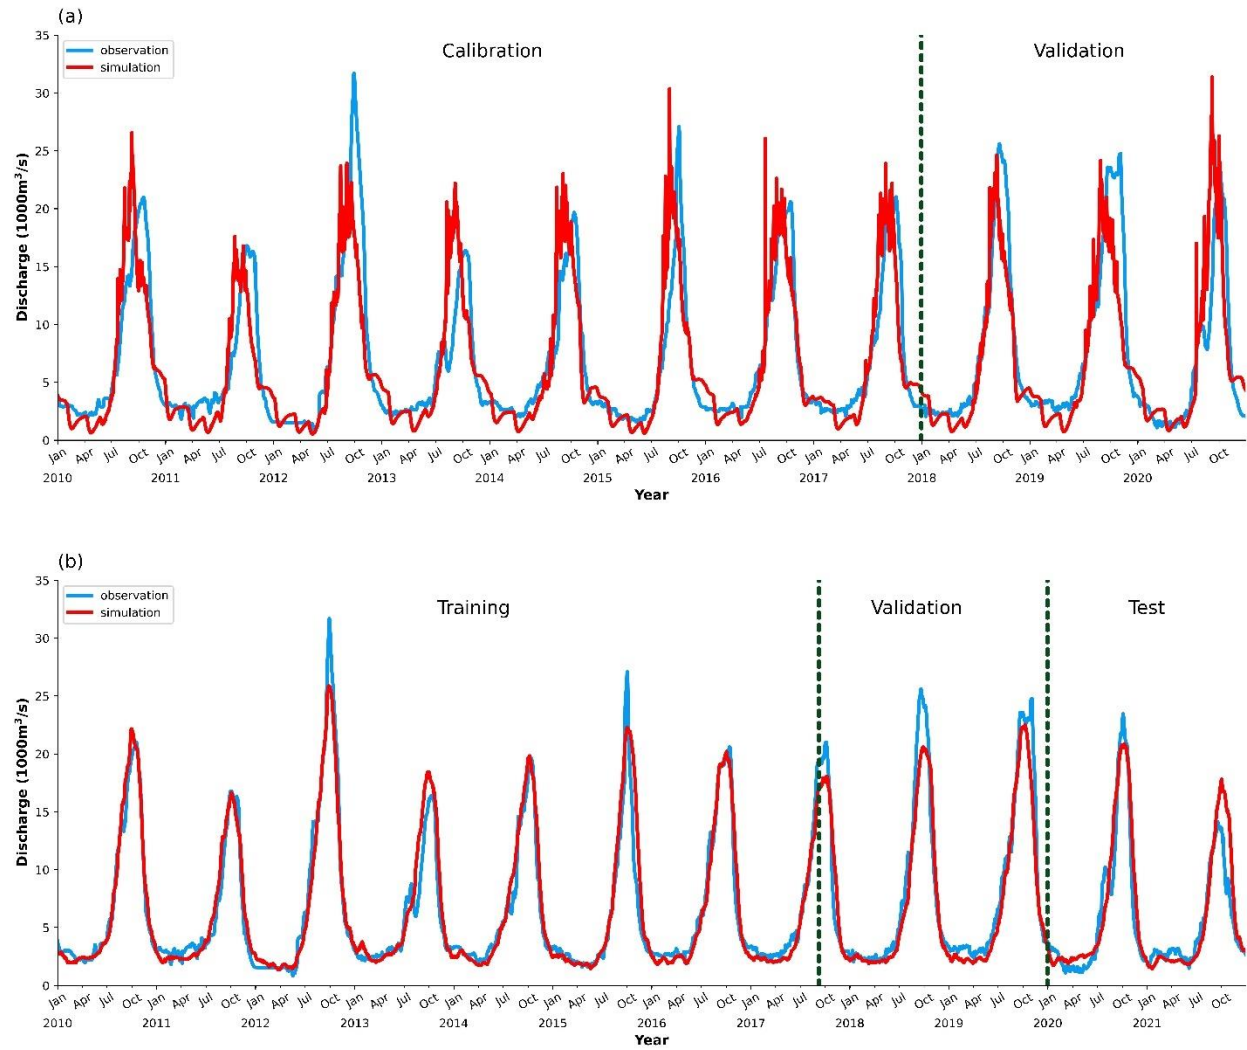 (a)
35
30
25
20
15
10
5
0
Discharge (1000m³/s)
observation
simulation
Calibration
Validation
Jan Apr Jul Oct Jan Apr Jul Oct Jan Apr Jul Oct Jan Apr Jul Oct Jan Apr Jul Oct Jan Apr Jul Oct Jan Apr Jul Oct Jan Apr Jul Oct Jan Apr Jul Oct Jan Apr Jul Oct Jan Apr Jul Oct
2010 2011 2012 2013 2014 2015 2016 2017 2018 2019 2020
Year
(b)
35
30
25
20
15
10
5
0
Discharge (1000m³/s)
observation
simulation
Training
Validation
Test
Jan Apr Jul Oct Jan Apr Jul Oct Jan Apr Jul Oct Jan Apr Jul Oct Jan Apr Jul Oct Jan Apr Jul Oct Jan Apr Jul Oct Jan Apr Jul Oct Jan Apr Jul Oct Jan Apr Jul Oct Jan Apr Jul Oct Jan Apr Jul Oct
2010 2011 2012 2013 2014 2015 2016 2017 2018 2019 2020 2021
Year